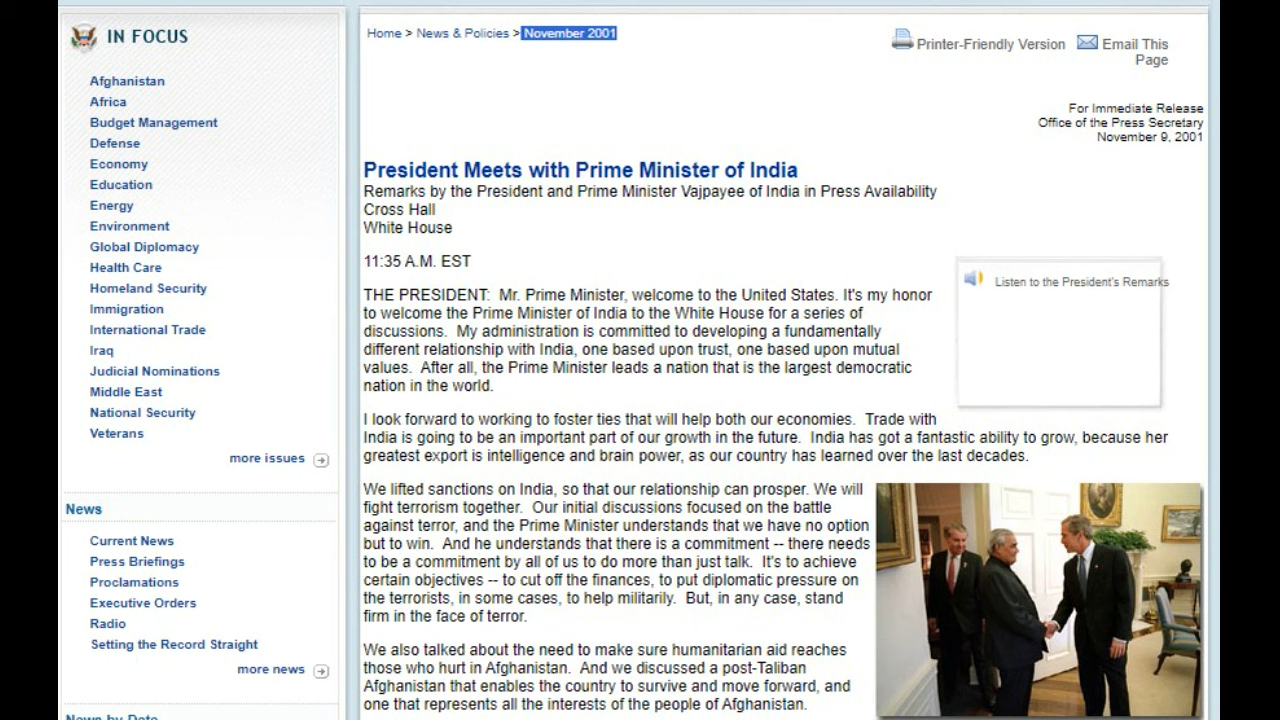 IN FOCUS
Afghanistan
Africa
Budget Management
Defense
Economy
Education
Energy
Environment
Global Diplomacy
Health Care
Homeland Security
Immigration
International Trade
Iraq
Judicial Nominations
Middle East
National Security
Veterans
more issues
News
Current News
Press Briefings
Proclamations
Executive Orders
Radio
Setting the Record Straight
more news
News by Date
Home > News & Policies > November 2001
Printer-Friendly Version
Email This
Page
For Immediate Release
Office of the Press Secretary
November 9, 2001
President Meets with Prime Minister of India
Remarks by the President and Prime Minister Vajpayee of India in Press Availability
Cross Hall
White House
11:35 A.M. EST
Listen to the President's Remarks
THE PRESIDENT:  Mr. Prime Minister, welcome to the United States. It's my honor
to welcome the Prime Minister of India to the White House for a series of
discussions.  My administration is committed to developing a fundamentally
different relationship with India, one based upon trust, one based upon mutual
values.  After all, the Prime Minister leads a nation that is the largest democratic
nation in the world.
I look forward to working to foster ties that will help both our economies.  Trade with
India is going to be an important part of our growth in the future.  India has got a fantastic ability to grow, because her
greatest export is intelligence and brain power, as our country has learned over the last decades.
We lifted sanctions on India, so that our relationship can prosper. We will
fight terrorism together.  Our initial discussions focused on the battle
against terror, and the Prime Minister understands that we have no option
but to win.  And he understands that there is a commitment -- there needs
to be a commitment by all of us to do more than just talk.  It's to achieve
certain objectives -- to cut off the finances, to put diplomatic pressure on
the terrorists, in some cases, to help militarily.  But, in any case, stand
firm in the face of terror.
We also talked about the need to make sure humanitarian aid reaches
those who hurt in Afghanistan.  And we discussed a post-Taliban
Afghanistan that enables the country to survive and move forward, and
one that represents all the interests of the people of Afghanistan.